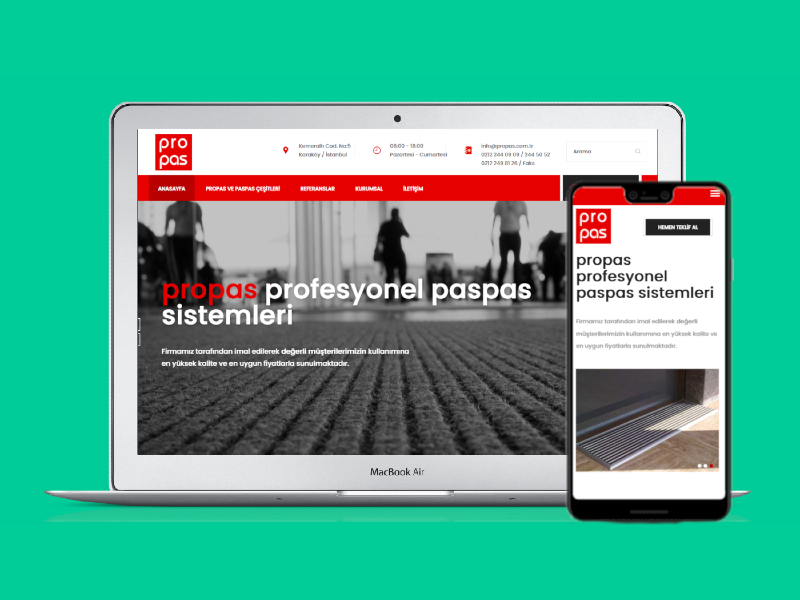 pro
pas
Kemeraltı Cad. No:5
Karaköy / İstanbul
08:00 - 18:00
Pazartesi - Cumartesi
info@propas.com.tr
0212 244 09 09 / 244 50 52
0212 249 81 26 / Faks
Arama
ANASAYFA
PROPAS VE PASPAS ÇEŞİTLERİ
REFERANSLAR
KURUMSAL
İLETİŞİM
propas profesyonel paspas
sistemleri
Firmamız tarafından imal edilerek değerli müşterilerimizin kullanımına
en yüksek kalite ve en uygun fiyatlarla sunulmaktadır.
MacBook Air
pro
pas
HEMEN TEKLİF AL
propas
profesyonel
paspas sistemleri
Firmamız tarafından imal edilerek değerli
müşterilerimizin kullanımına en yüksek kalite ve
en uygun fiyatlarla sunulmaktadır.